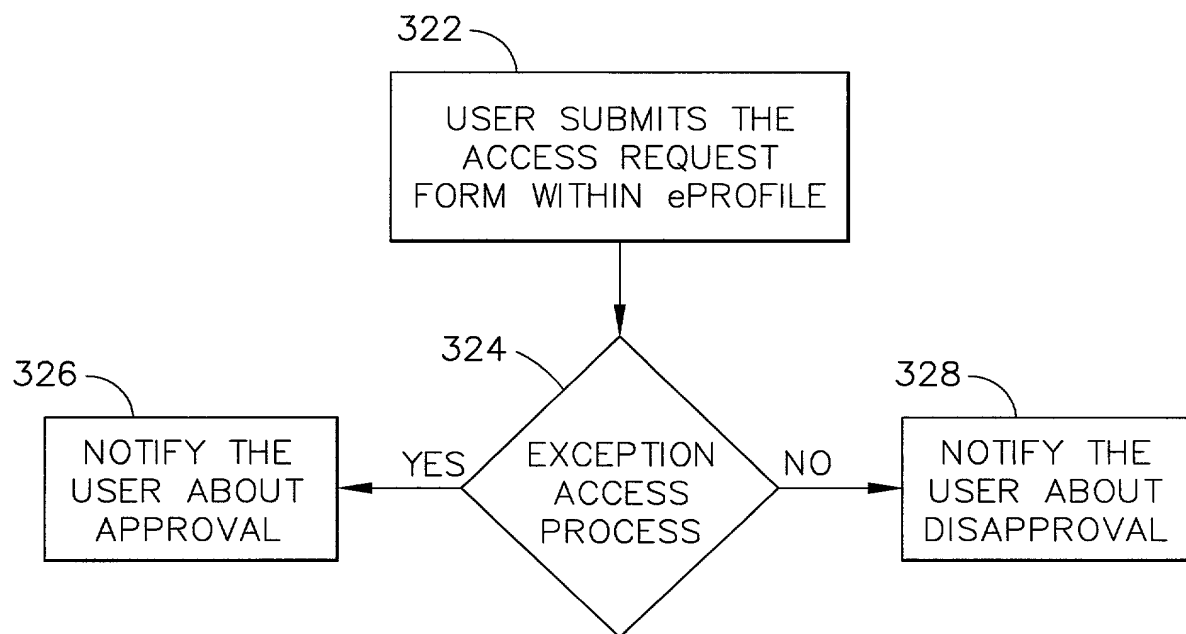 322
USER SUBMITS THE
ACCESS REQUEST
FORM WITHIN ePROFILE
324
326
328
NOTIFY THE
USER ABOUT
APPROVAL
YES
EXCEPTION
ACCESS
PROCESS
NO
NOTIFY THE
USER ABOUT
DISAPPROVAL